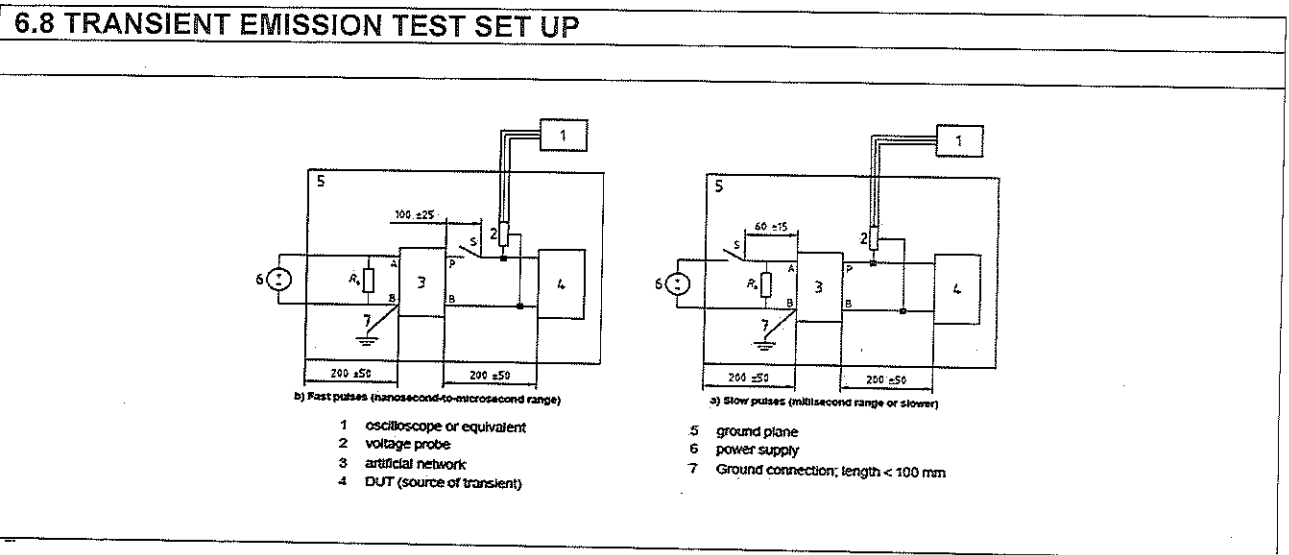 6.8 TRANSIENT EMISSION TEST SET UP
1
5
100 ±25
2
S
A
P
6
Rs
3
4
B
B
7
200 ±50
200 ±50
b) Fast pulses (nanosecond-to-microsecond range)
1
5
60 ±15
2
S
A
P
6
Rs
3
4
B
B
7
200 ±50
200 ±50
a) Slow pulses (millisecond range or slower)
1 oscilloscope or equivalent
2 voltage probe
3 artificial network
4 DUT (source of transient)
5 ground plane
6 power supply
7 Ground connection; length < 100 mm